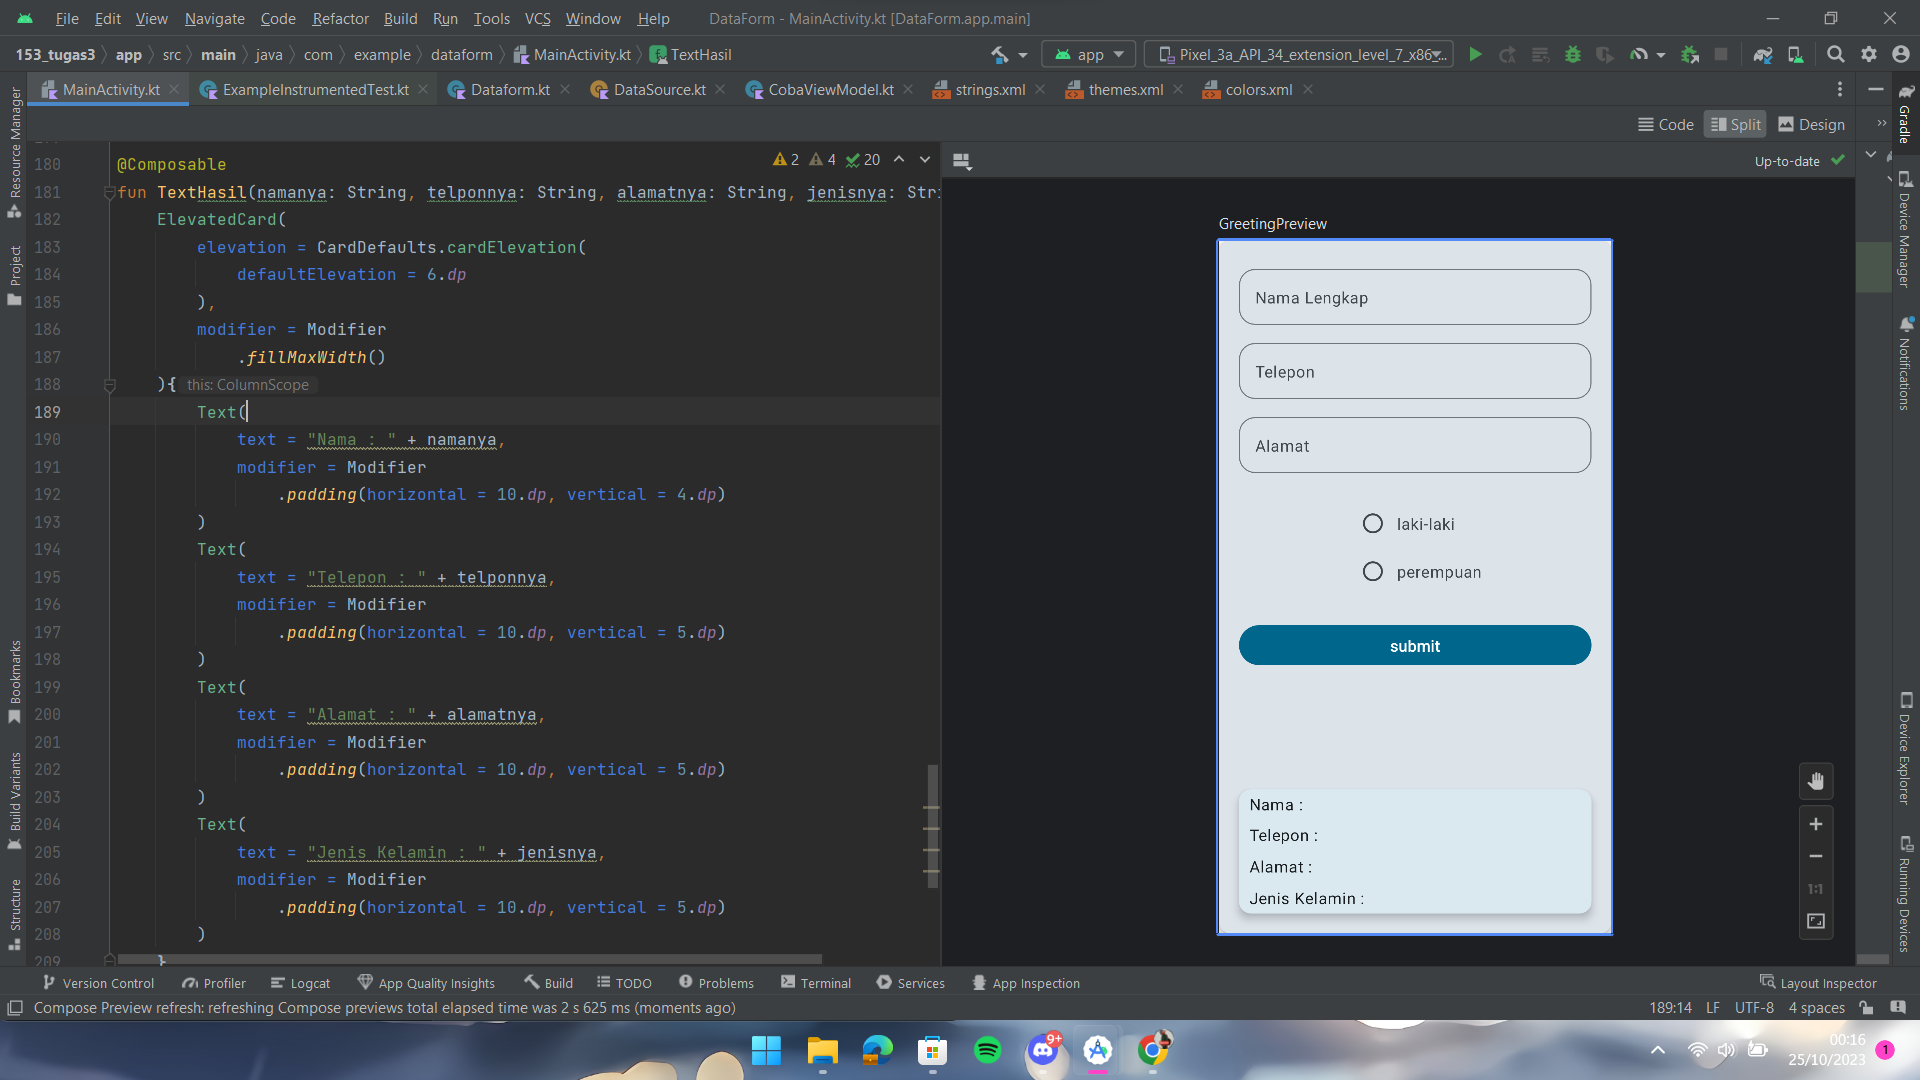 File Edit View Navigate Code Refactor Build Run Tools VCS Window Help DataForm - MainActivity.kt [DataForm.app.main]
153_tugas3 app src main java com example dataform MainActivity.kt TextHasil app Pixel_3a_API_34_extension_level_7_x86...
MainActivity.kt ExampleInstrumentedTest.kt Dataform.kt DataSource.kt CobaViewModel.kt strings.xml themes.xml colors.xml
Code Split Design
2 4 20 Up-to-date
180 @Composable
181 fun TextHasil(namanya: String, telponnya: String, alamatnya: String, jenisnya: Stri
182 ElevatedCard(
183 elevation = CardDefaults.cardElevation(
184 defaultElevation = 6.dp
185 ),
186 modifier = Modifier
187 .fillMaxWidth()
188 ){ this: ColumnScope
189 Text(
190 text = "Nama : " + namanya,
191 modifier = Modifier
192 .padding(horizontal = 10.dp, vertical = 4.dp)
193 )
194 Text(
195 text = "Telepon : " + telponnya,
196 modifier = Modifier
197 .padding(horizontal = 10.dp, vertical = 5.dp)
198 )
199 Text(
200 text = "Alamat : " + alamatnya,
201 modifier = Modifier
202 .padding(horizontal = 10.dp, vertical = 5.dp)
203 )
204 Text(
205 text = "Jenis Kelamin : " + jenisnya,
206 modifier = Modifier
207 .padding(horizontal = 10.dp, vertical = 5.dp)
208 )
209 }
GreetingPreview
Nama Lengkap
Telepon
Alamat
laki-laki
perempuan
submit
Nama :
Telepon :
Alamat :
Jenis Kelamin :
1:1
Resource Manager
Project
Bookmarks
Build Variants
Structure
Gradle
Device Manager
Notifications
Device Explorer
Running Devices
Version Control Profiler Logcat App Quality Insights Build TODO Problems Terminal Services App Inspection Layout Inspector
Compose Preview refresh: refreshing Compose previews total elapsed time was 2 s 625 ms (moments ago) 189:14 LF UTF-8 4 spaces
9+
00:16
25/10/2023
1